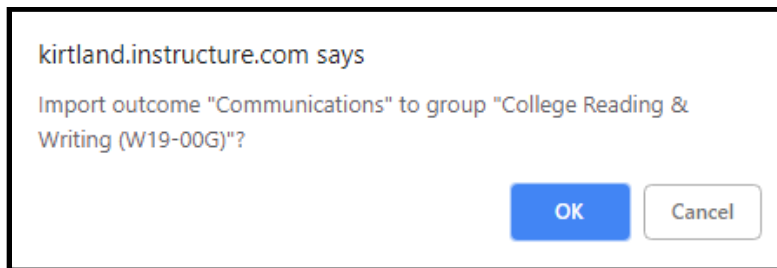 kirtland.instructure.com says
Import outcome "Communications" to group "College Reading &
Writing (W19-00G)"?
OK
Cancel